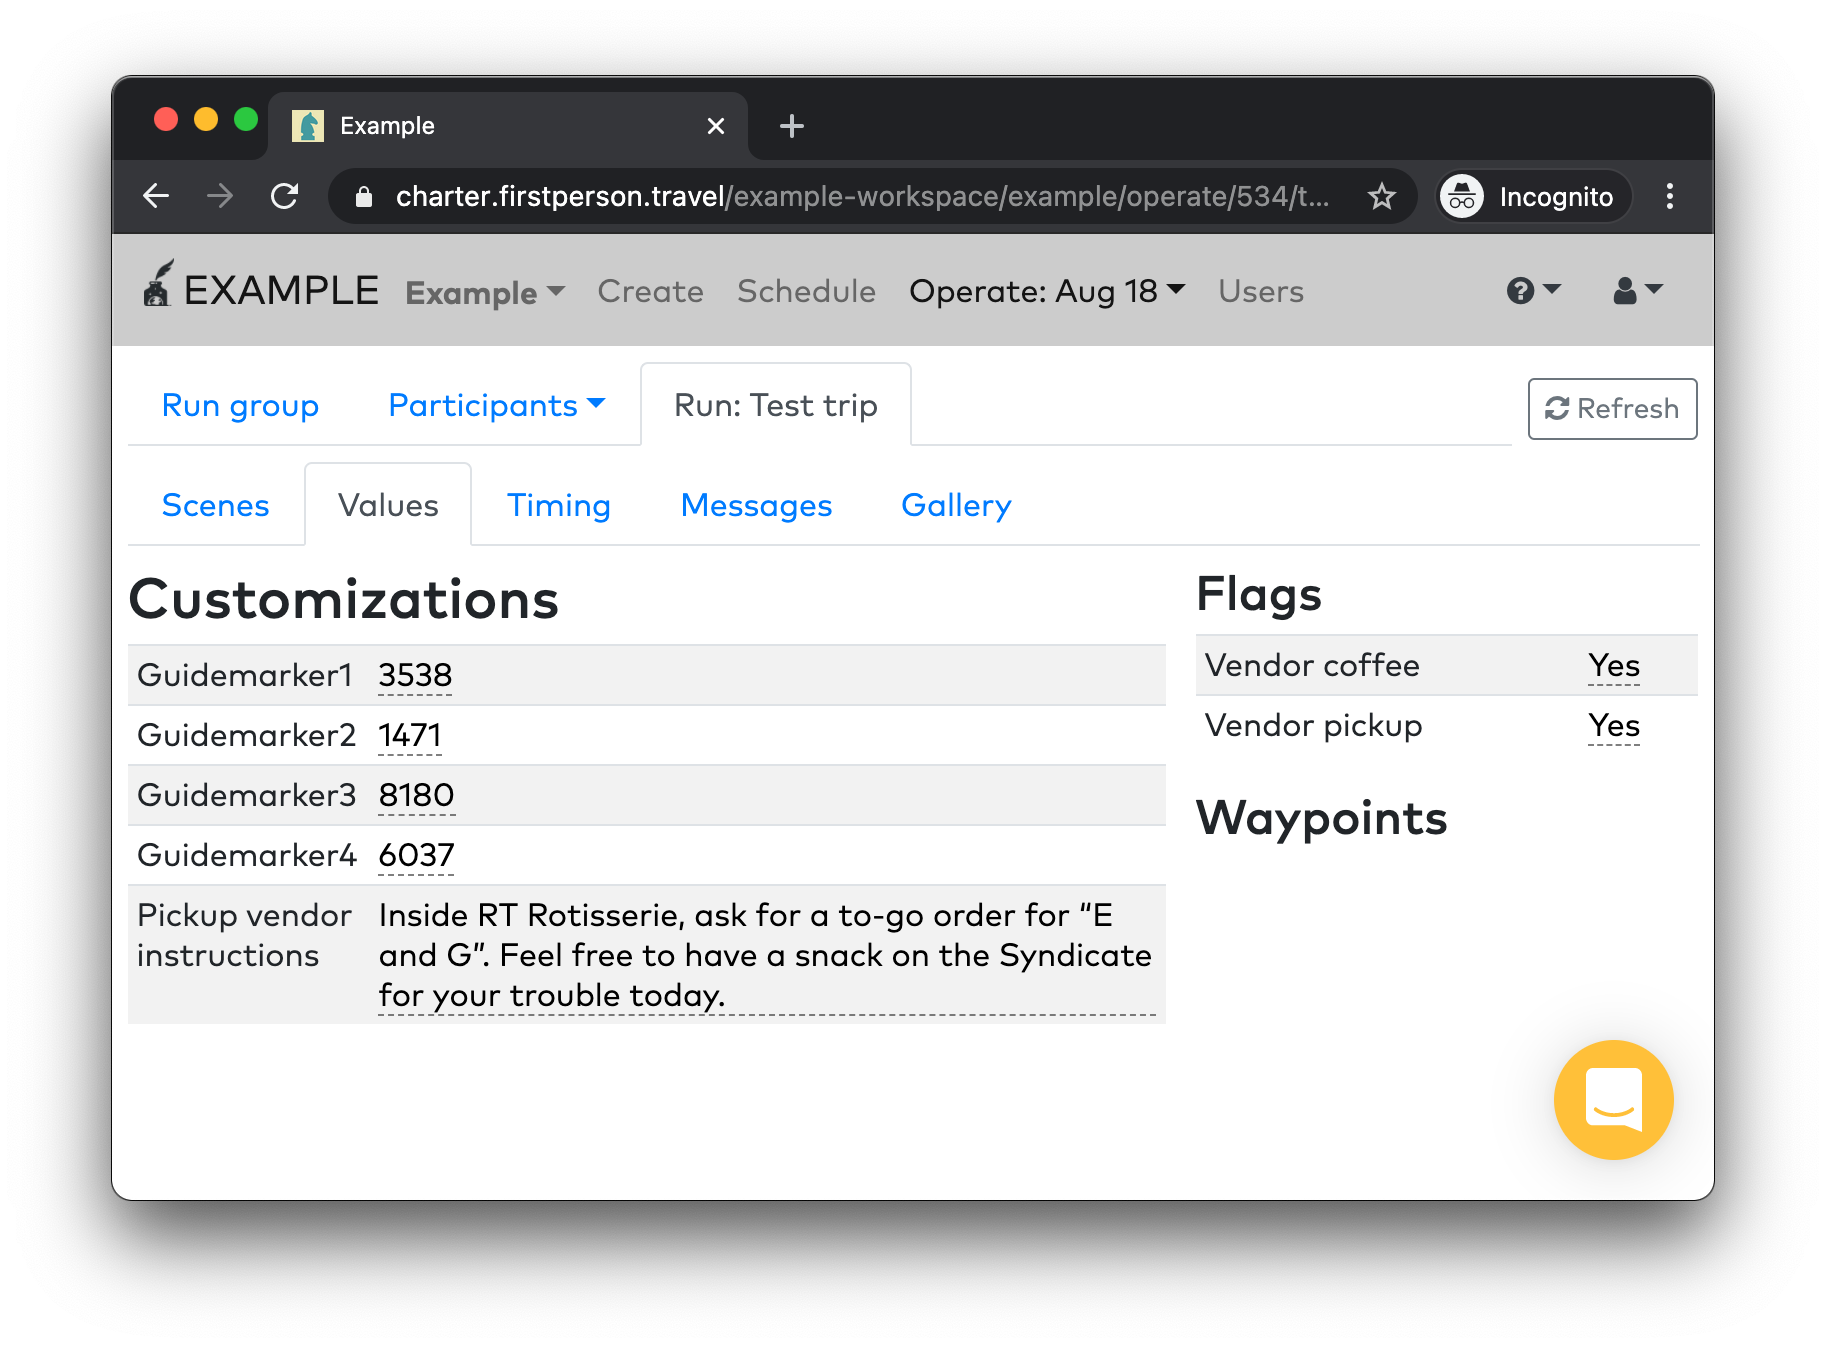 Example
charter.firstperson.travel/example-workspace/example/operate/534/t...
Incognito
EXAMPLE Example Create Schedule Operate: Aug 18 Users
Run group Participants Run: Test trip Refresh
Scenes Values Timing Messages Gallery
Customizations
Guidemarker1 3538
Guidemarker2 1471
Guidemarker3 8180
Guidemarker4 6037
Pickup vendor instructions
Inside RT Rotisserie, ask for a to-go order for “E
and G”. Feel free to have a snack on the Syndicate
for your trouble today.
Flags
Vendor coffee Yes
Vendor pickup Yes
Waypoints